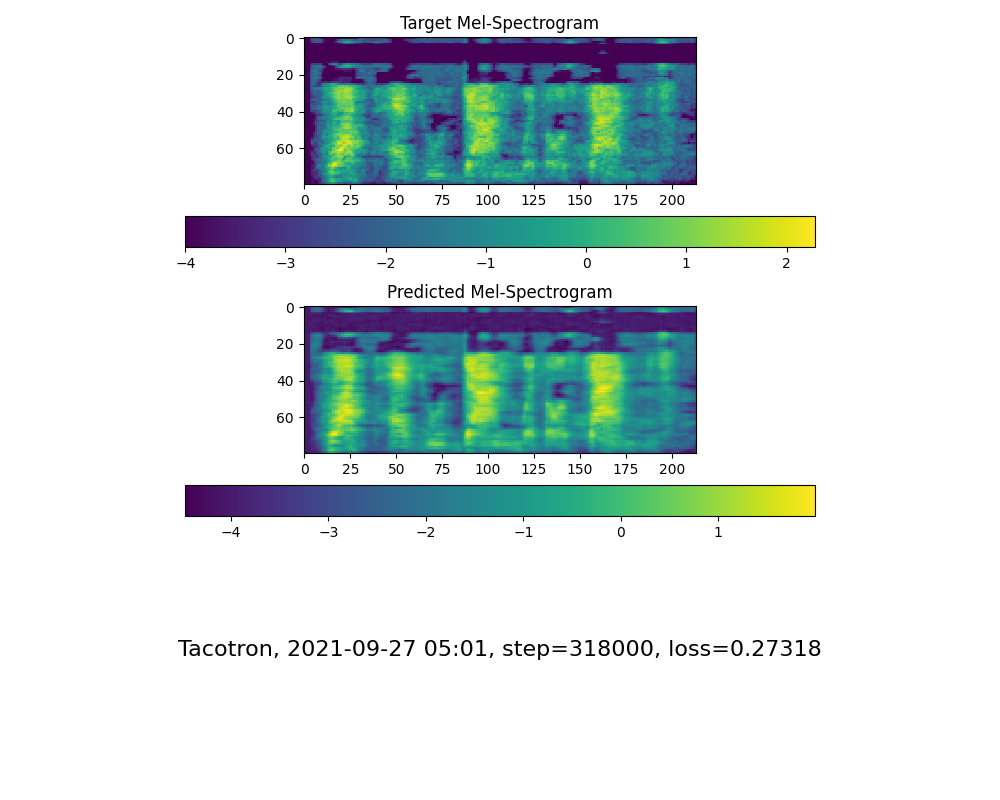 Target Mel-Spectrogram
0
20
40
60
0 25 50 75 100 125 150 175 200
−4 −3 −2 −1 0 1 2
Predicted Mel-Spectrogram
0
20
40
60
0 25 50 75 100 125 150 175 200
−4 −3 −2 −1 0 1
Tacotron, 2021-09-27 05:01, step=318000, loss=0.27318